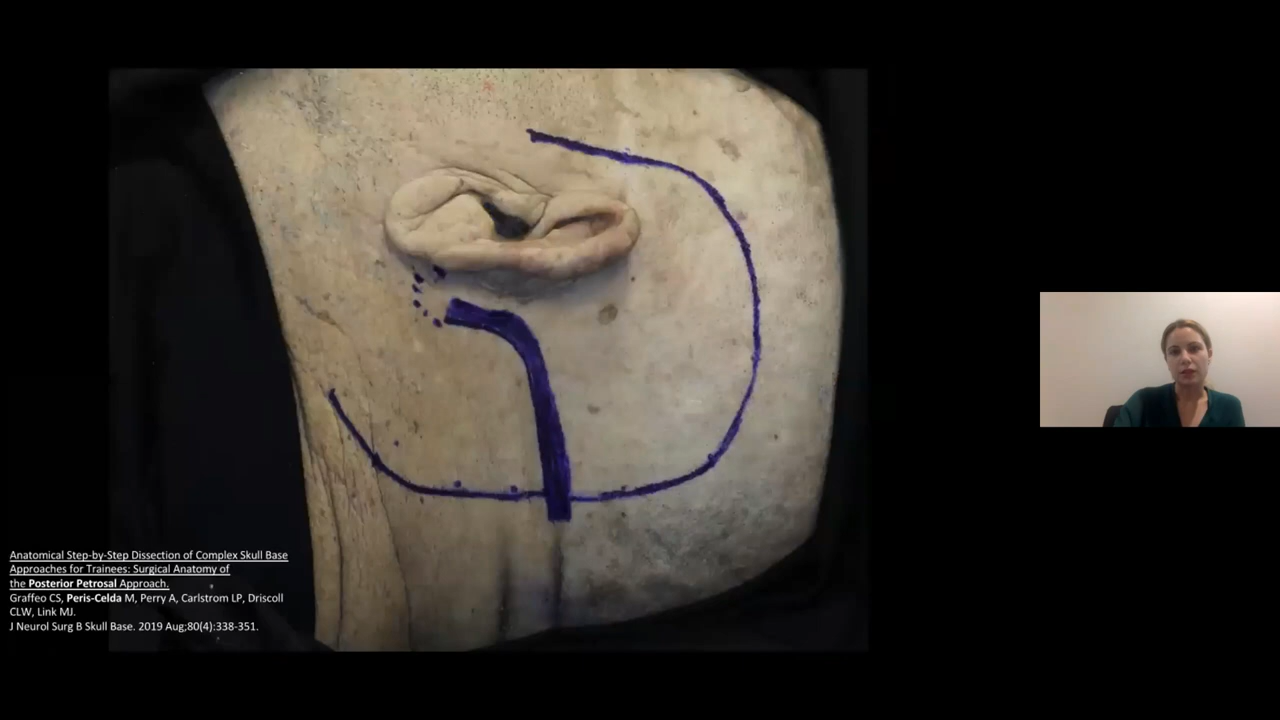 Anatomical Step-by-Step Dissection of Complex Skull Base
Approaches for Trainees: Surgical Anatomy of
the Posterior Petrosal Approach.
Graffeo CS, Peris-Celda M, Perry A, Carlstrom LP, Driscoll
CLW, Link MJ.
J Neurol Surg B Skull Base. 2019 Aug;80(4):338-351.